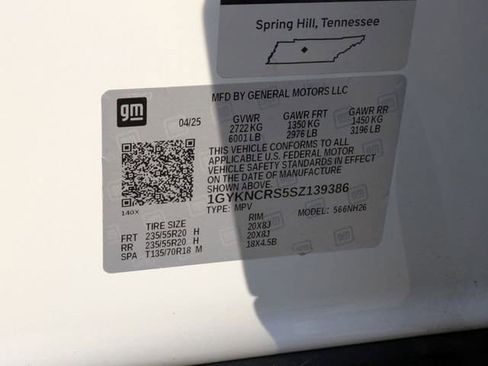 Spring Hill, Tennessee
gm
MFD BY GENERAL MOTORS LLC
04/25 GVWR GAWR FRT GAWR RR
2722 KG 1350 KG 1450 KG
6001 LB 2976 LB 3196 LB
THIS VEHICLE CONFORMS TO ALL
APPLICABLE U.S. FEDERAL MOTOR
VEHICLE SAFETY STANDARDS IN EFFECT ON
THE DATE OF MANUFACTURE
SHOWN ABOVE.
1GYKNCRS5SZ139386
140X
TYPE: MPV MODEL: 566NH26
TIRE SIZE RIM
FRT 235/55R20 H 20X8J
RR 235/55R20 H 20X8J
SPA T135/70R18 M 18X4.5B